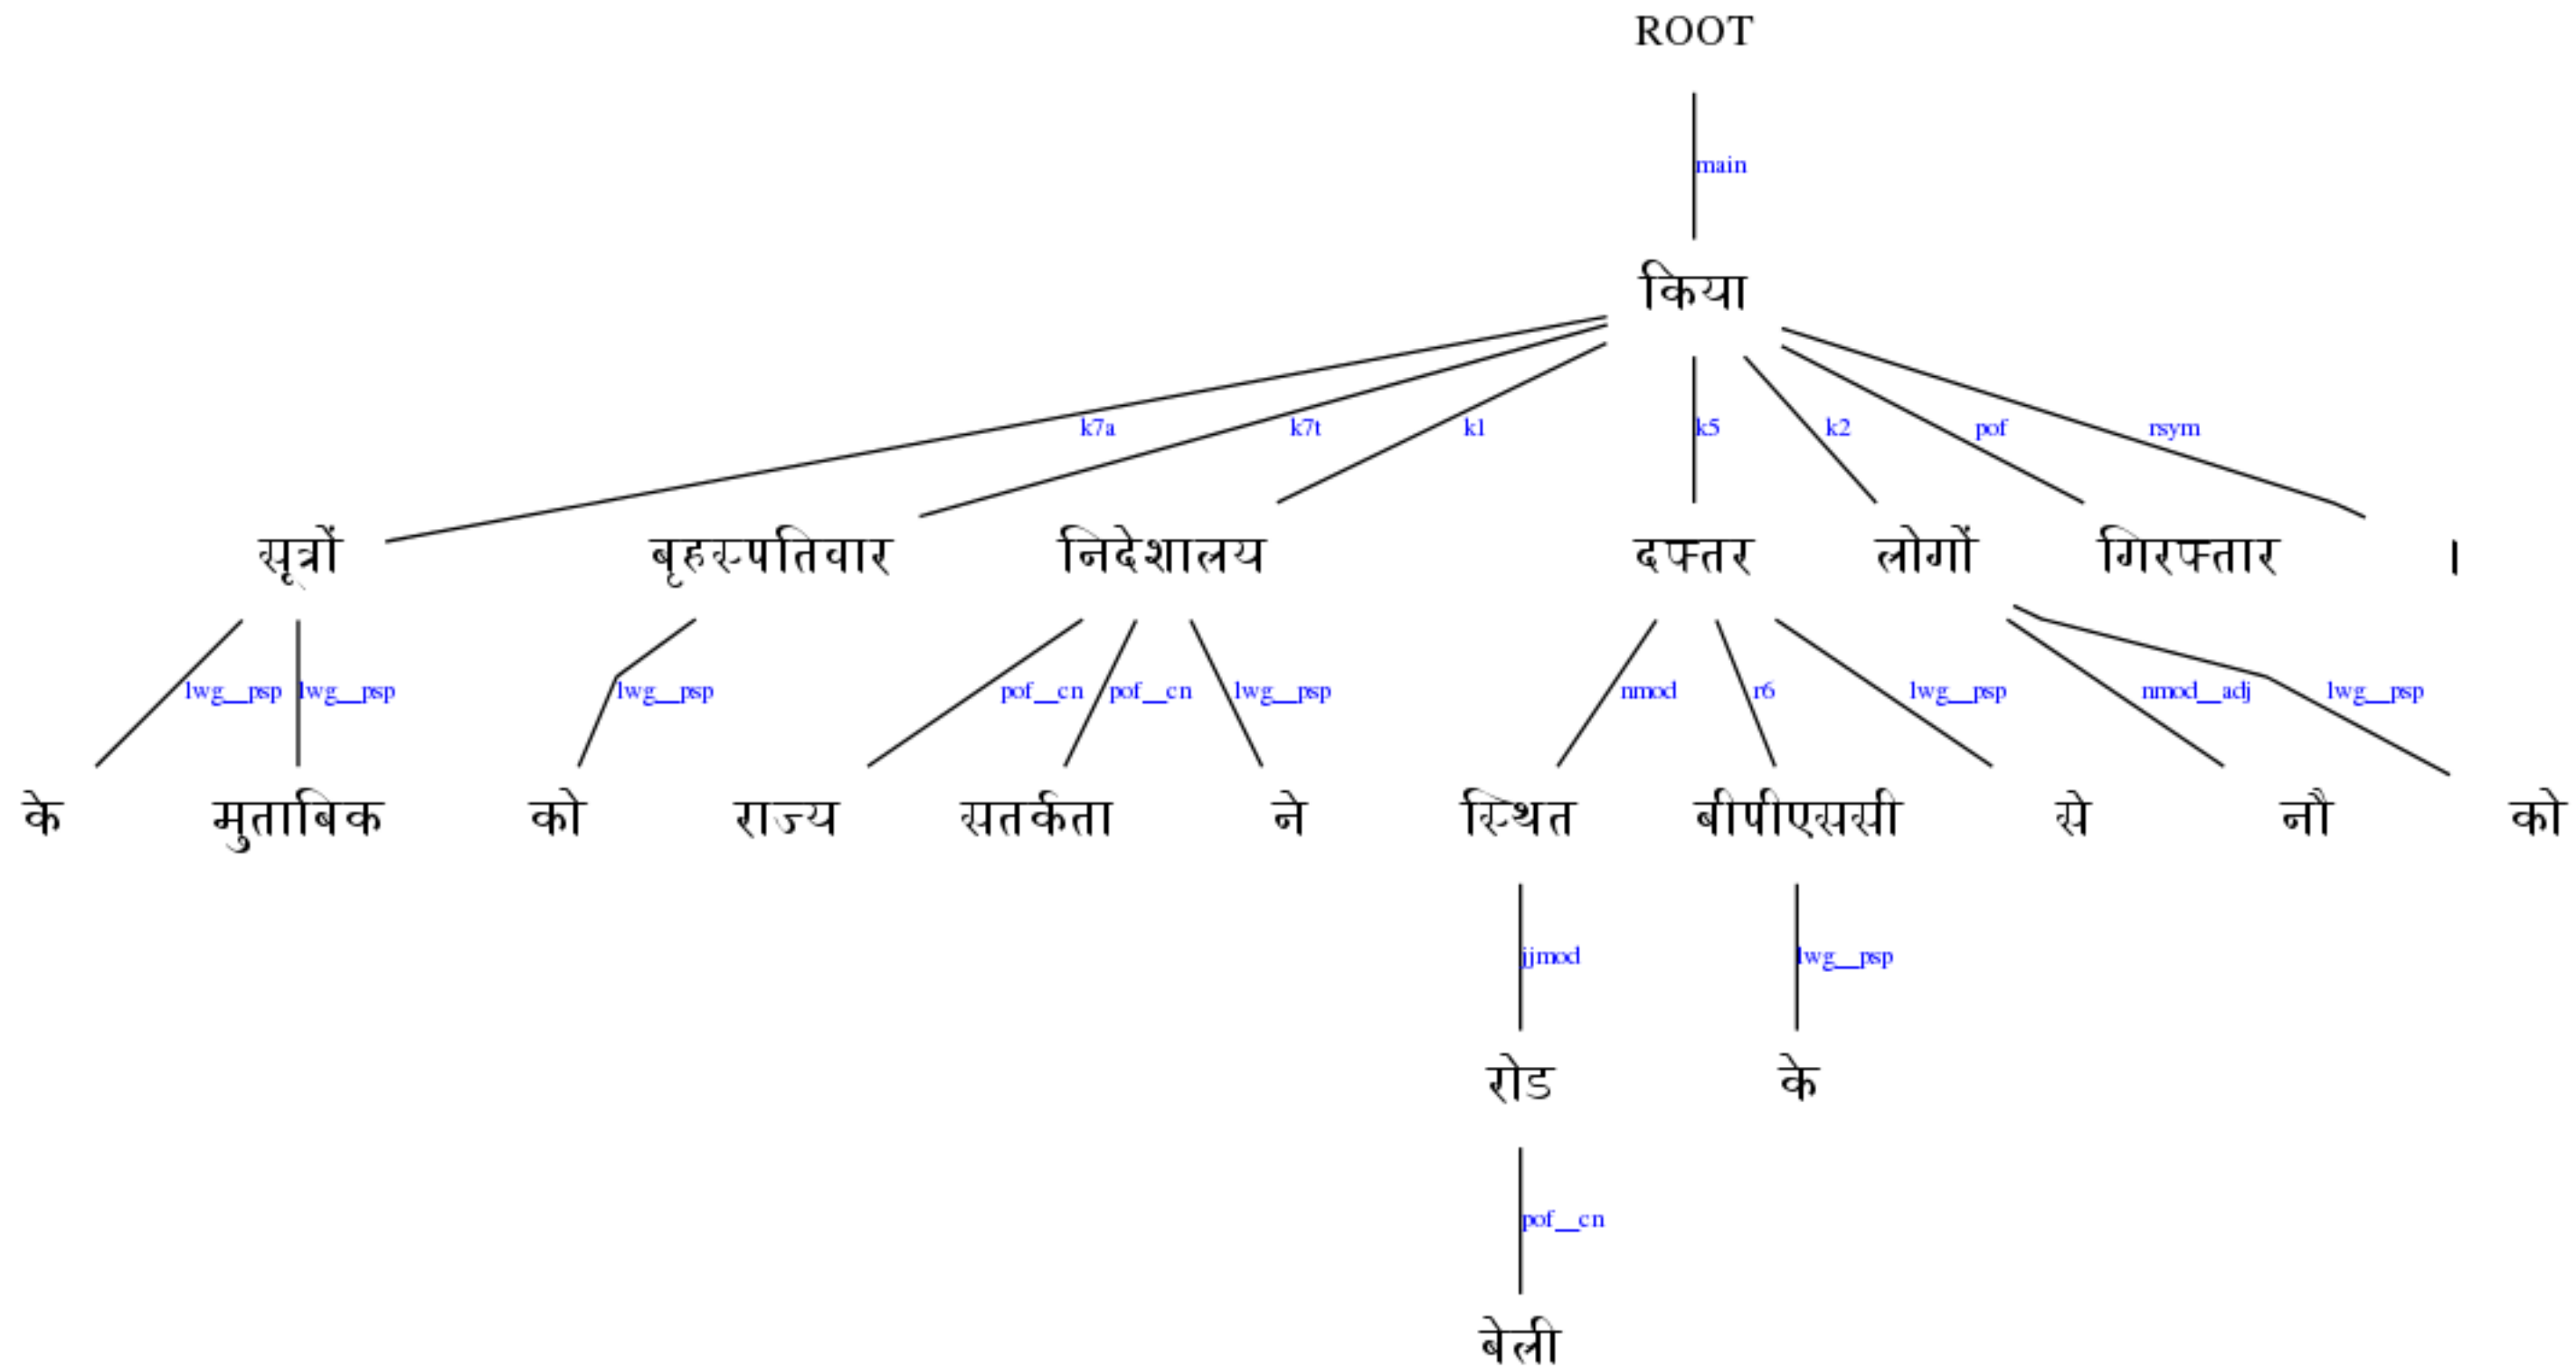 ROOT
main
किया
k7a k7t k1 k5 k2 pof rsym
सूत्रों बृहस्पतिवार निदेशालय दफ्तर लोगों गिरफ्तार ।
lwg__psp lwg__psp lwg__psp pof__cn pof__cn lwg__psp nmod r6 lwg__psp nmod__adj lwg__psp
के मुताबिक को राज्य सतर्कता ने स्थित बीपीएससी से नौ को
jjmod lwg__psp
रोड के
pof__cn
बेली